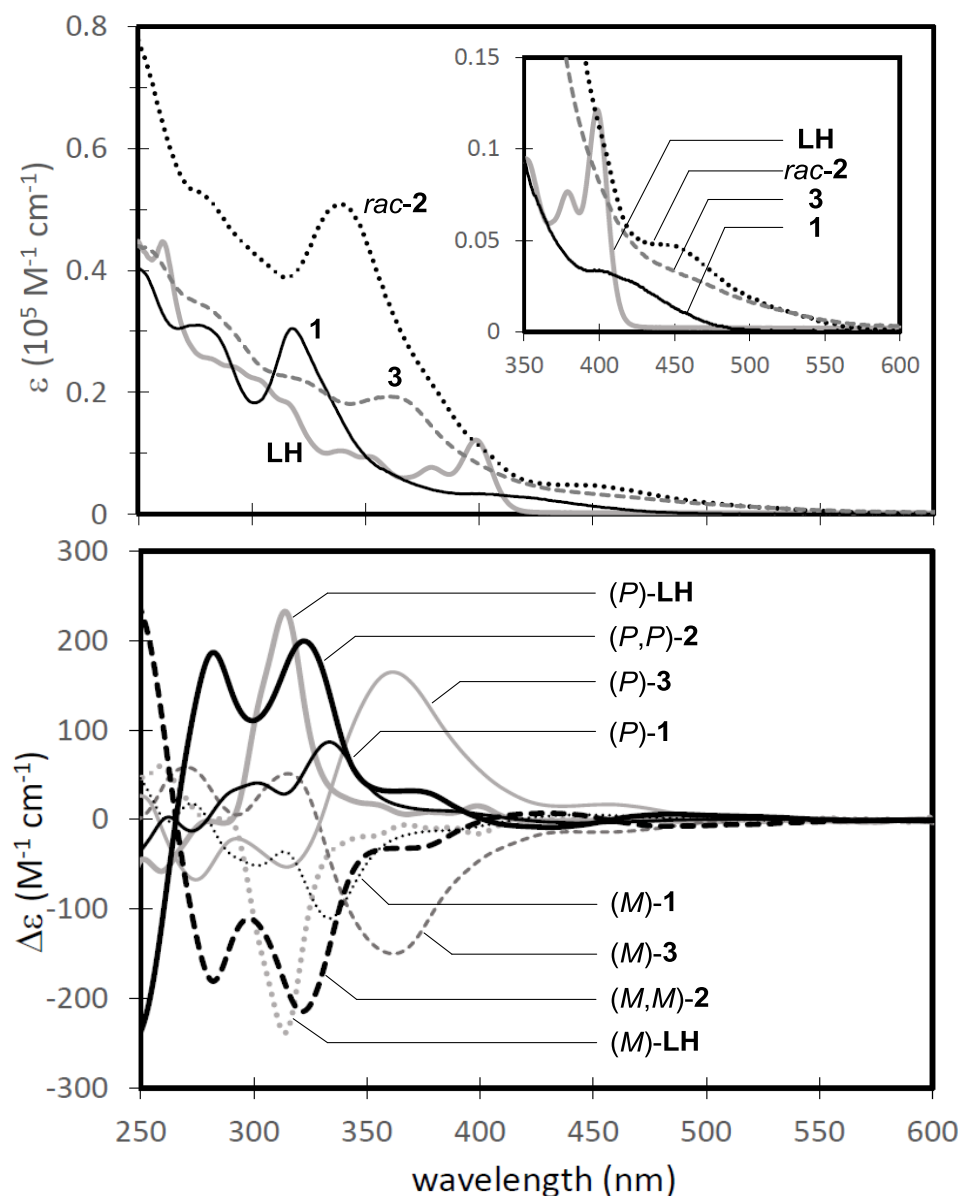 0.8
0.6
0.4
0.2
0
ε (10⁵ M⁻¹ cm⁻¹)
rac-2
1
3
LH
0.15
0.1
0.05
0
350 400 450 500 550 600
LH
rac-2
3
1
300
200
100
0
-100
-200
-300
Δε (M⁻¹ cm⁻¹)
(P)-LH
(P,P)-2
(P)-3
(P)-1
(M)-1
(M)-3
(M,M)-2
(M)-LH
250 300 350 400 450 500 550 600
wavelength (nm)